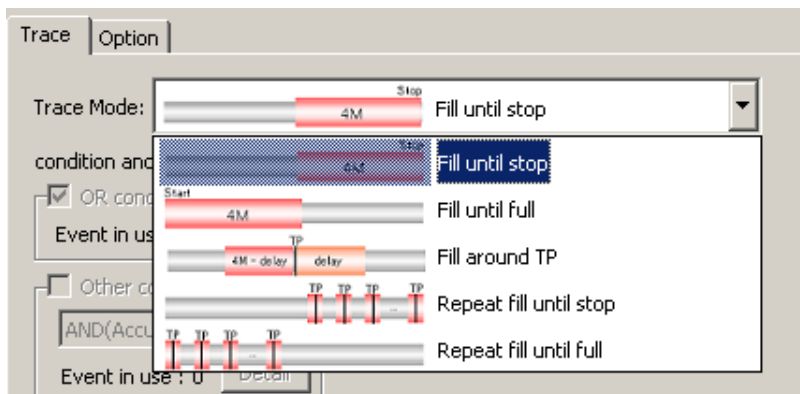 Trace Option
Trace Mode: Stop 4M Fill until stop
condition and Stop 4M Fill until stop
OR cond Start 4M Fill until full
Event in us TP 4M - delay delay Fill around TP
Other co TP TP TP TP ... Repeat fill until stop
AND(Accu TP TP TP TP ... Repeat fill until full
Event in use : 0 Detail